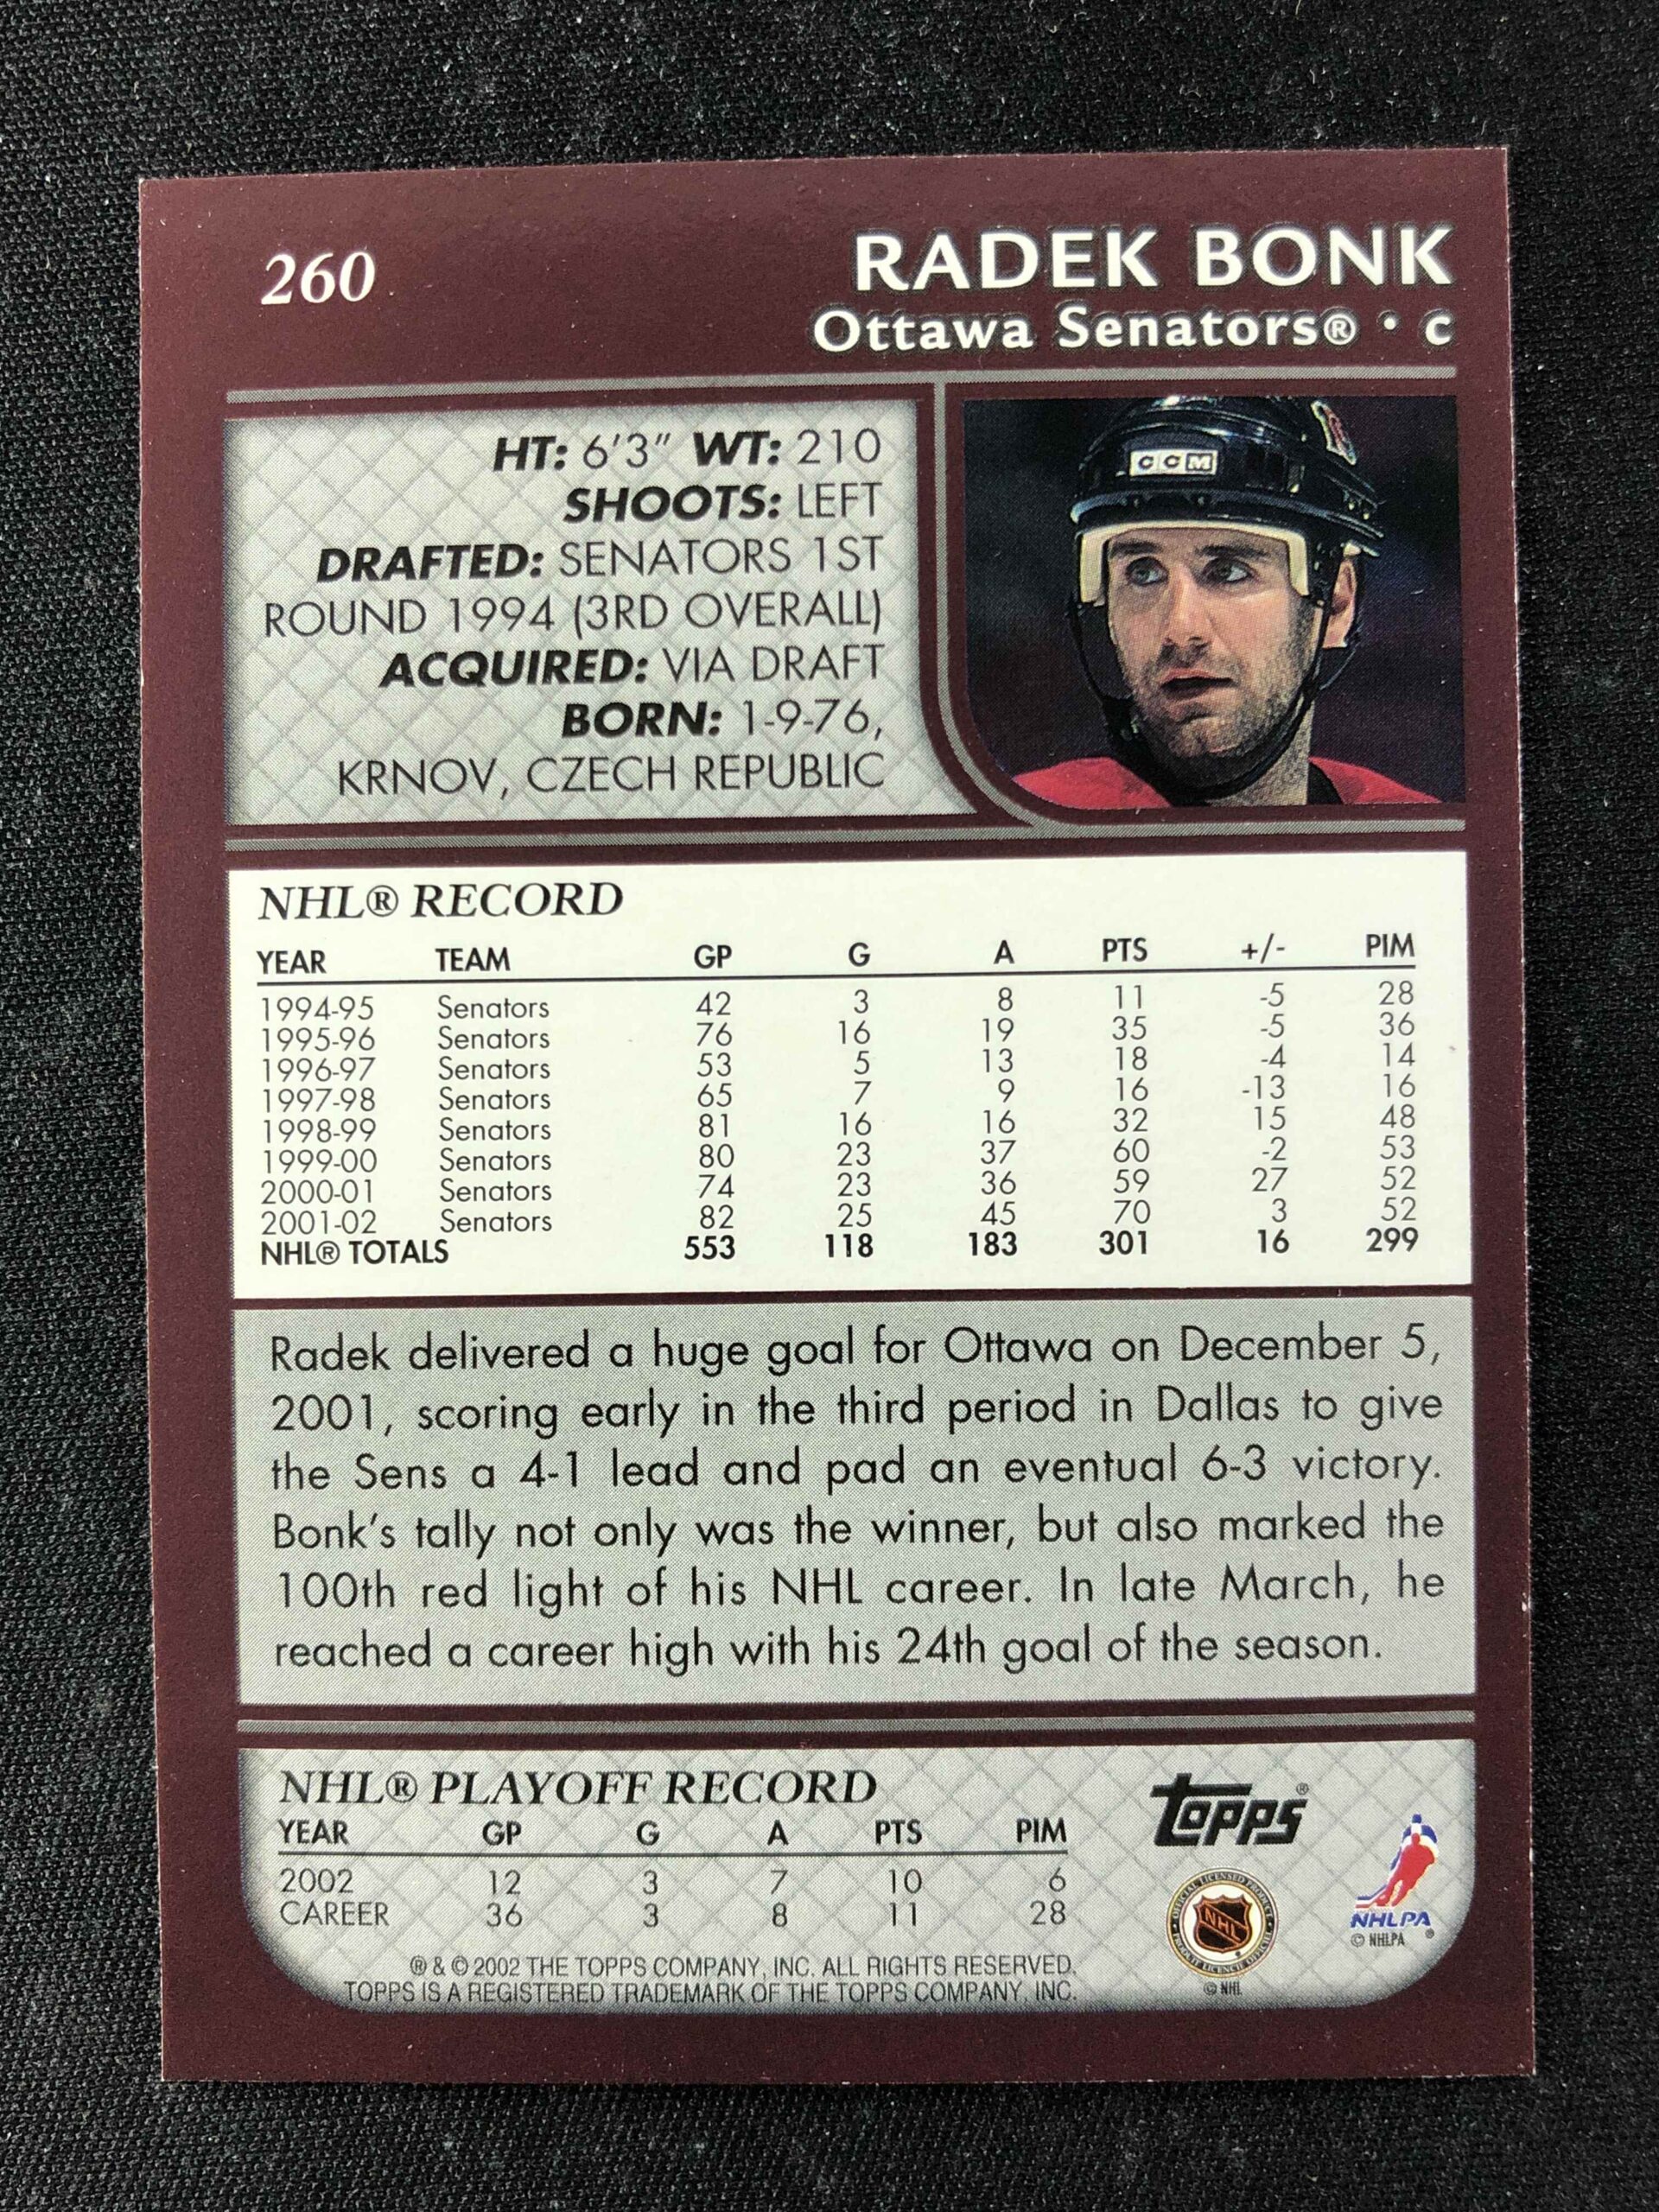 260
RADEK BONK
Ottawa Senators® • C
CCM
HT: 6'3" WT: 210
SHOOTS: LEFT
DRAFTED: SENATORS 1ST
ROUND 1994 (3RD OVERALL)
ACQUIRED: VIA DRAFT
BORN: 1-9-76,
KRNOV, CZECH REPUBLIC
NHL® RECORD
YEAR TEAM GP G A PTS +/- PIM
1994-95 Senators 42 3 8 11 -5 28
1995-96 Senators 76 16 19 35 -5 36
1996-97 Senators 53 5 13 18 -4 14
1997-98 Senators 65 7 9 16 -13 16
1998-99 Senators 81 16 16 32 15 48
1999-00 Senators 80 23 37 60 -2 53
2000-01 Senators 74 23 36 59 27 52
2001-02 Senators 82 25 45 70 3 52
NHL® TOTALS 553 118 183 301 16 299
Radek delivered a huge goal for Ottawa on December 5,
2001, scoring early in the third period in Dallas to give
the Sens a 4-1 lead and pad an eventual 6-3 victory.
Bonk's tally not only was the winner, but also marked the
100th red light of his NHL career. In late March, he
reached a career high with his 24th goal of the season.
NHL® PLAYOFF RECORD
YEAR GP G A PTS PIM
2002 12 3 7 10 6
CAREER 36 3 8 11 28
® & © 2002 THE TOPPS COMPANY, INC. ALL RIGHTS RESERVED.
TOPPS IS A REGISTERED TRADEMARK OF THE TOPPS COMPANY, INC.
Topps®
OFFICIAL LICENSED PRODUCT
NHL
© NHL
NHLPA
© NHLPA ®